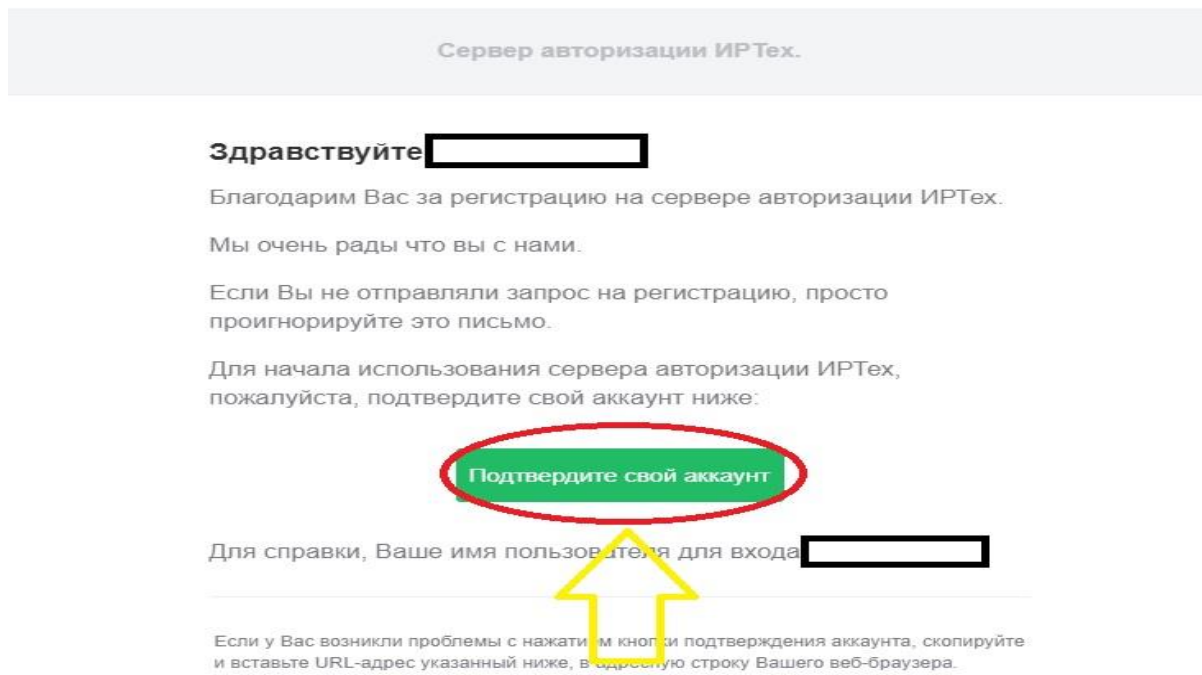 Сервер авторизации ИРТех.
Здравствуйте
Благодарим Вас за регистрацию на сервере авторизации ИРТех.
Мы очень рады что вы с нами.
Если Вы не отправляли запрос на регистрацию, просто
проигнорируйте это письмо.
Для начала использования сервера авторизации ИРТех,
пожалуйста, подтвердите свой аккаунт ниже:
Подтвердите свой аккаунт
Для справки, Ваше имя пользователя для входа
Если у Вас возникли проблемы с нажатием кнопки подтверждения аккаунта, скопируйте
и вставьте URL-адрес указанный ниже, в адресную строку Вашего веб-браузера.